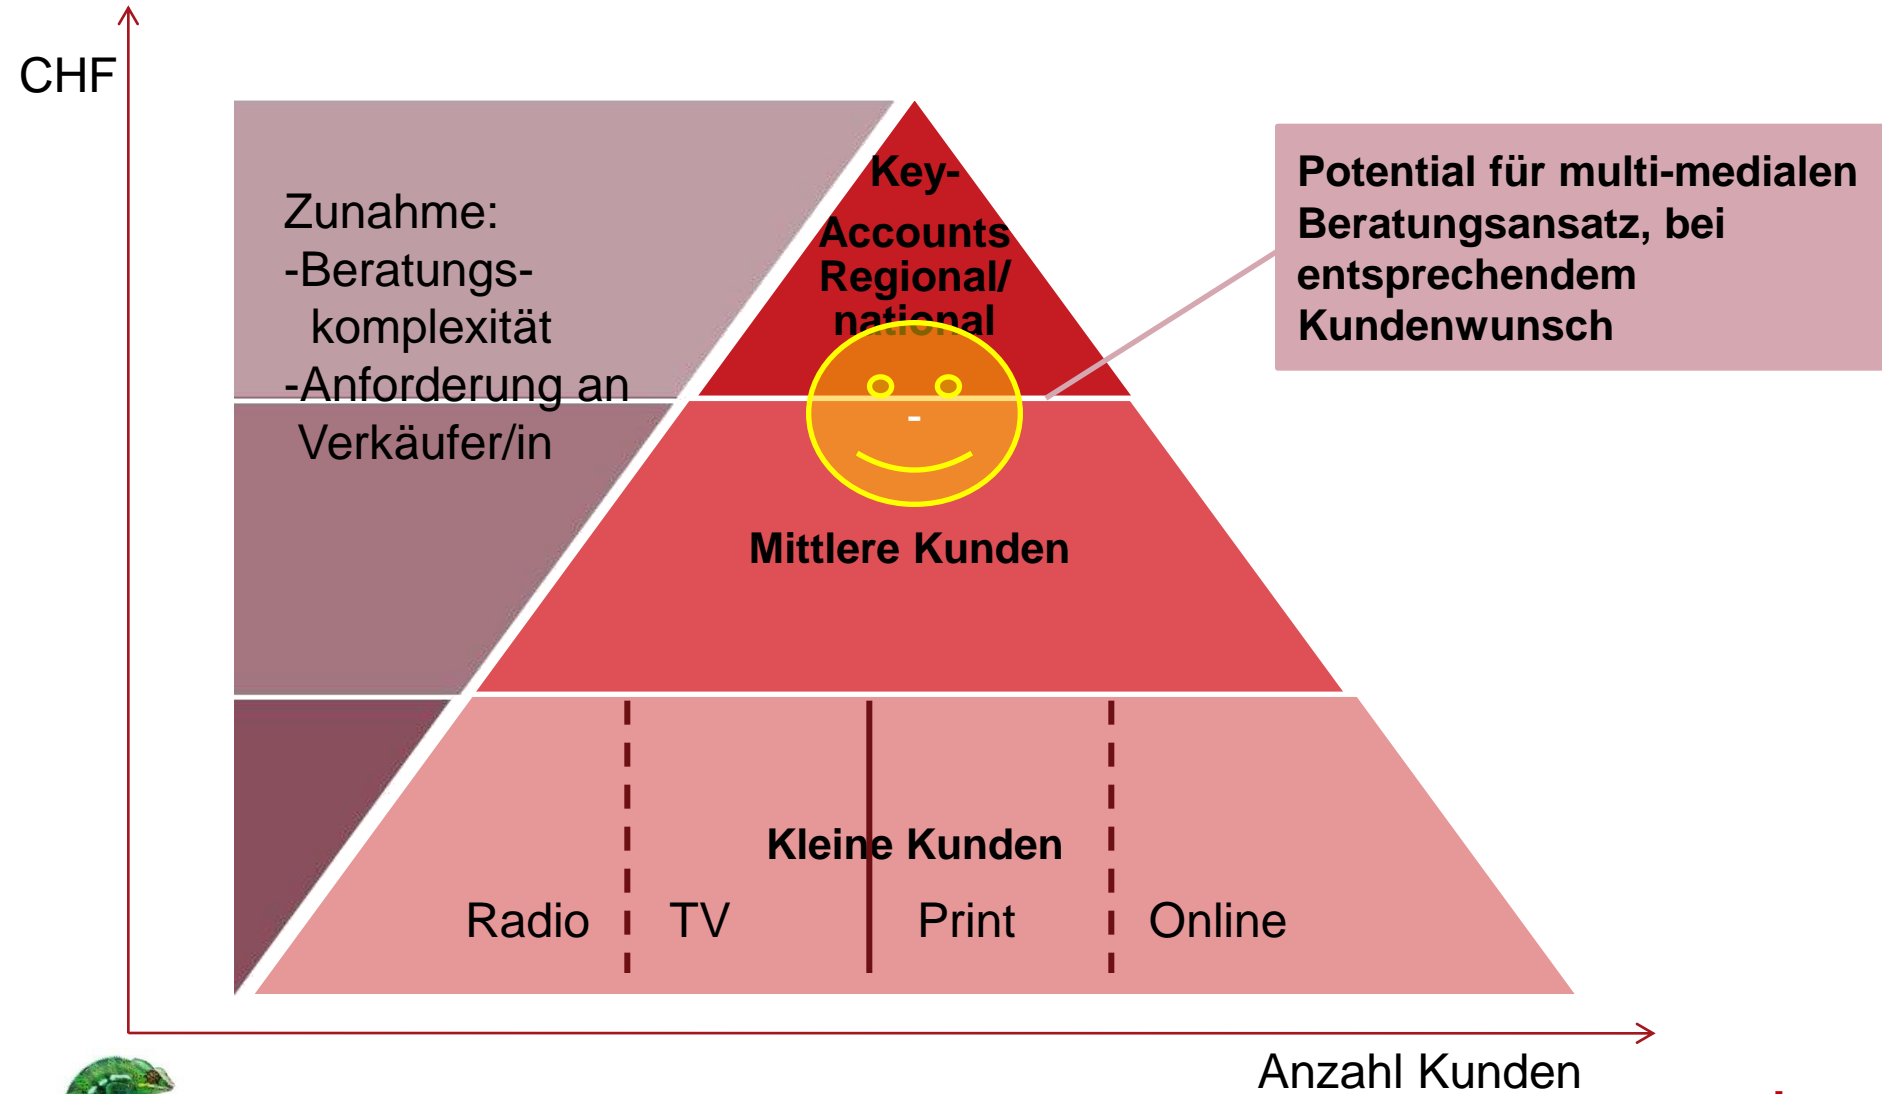 CHF
Zunahme:
-Beratungs-
komplexität
-Anforderung an
Verkäufer/in
Key-
Accounts
Regional/
national
-
Mittlere Kunden
Potential für multi-medialen
Beratungsansatz, bei
entsprechendem
Kundenwunsch
Kleine Kunden
Radio
TV
Print
Online
Anzahl Kunden